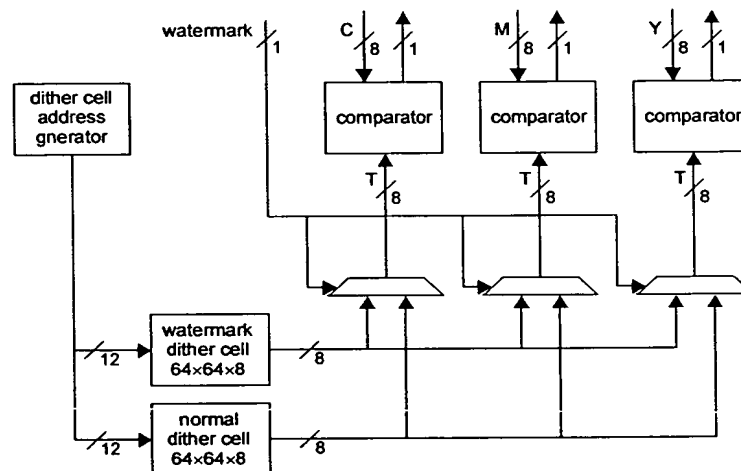 watermark 1 C 8 1 M 8 1 Y 8 1
dither cell
address
gnerator
comparator comparator comparator
T 8 T 8 T 8
12 watermark
dither cell
64×64×8 8
12 normal
dither cell
64×64×8 8